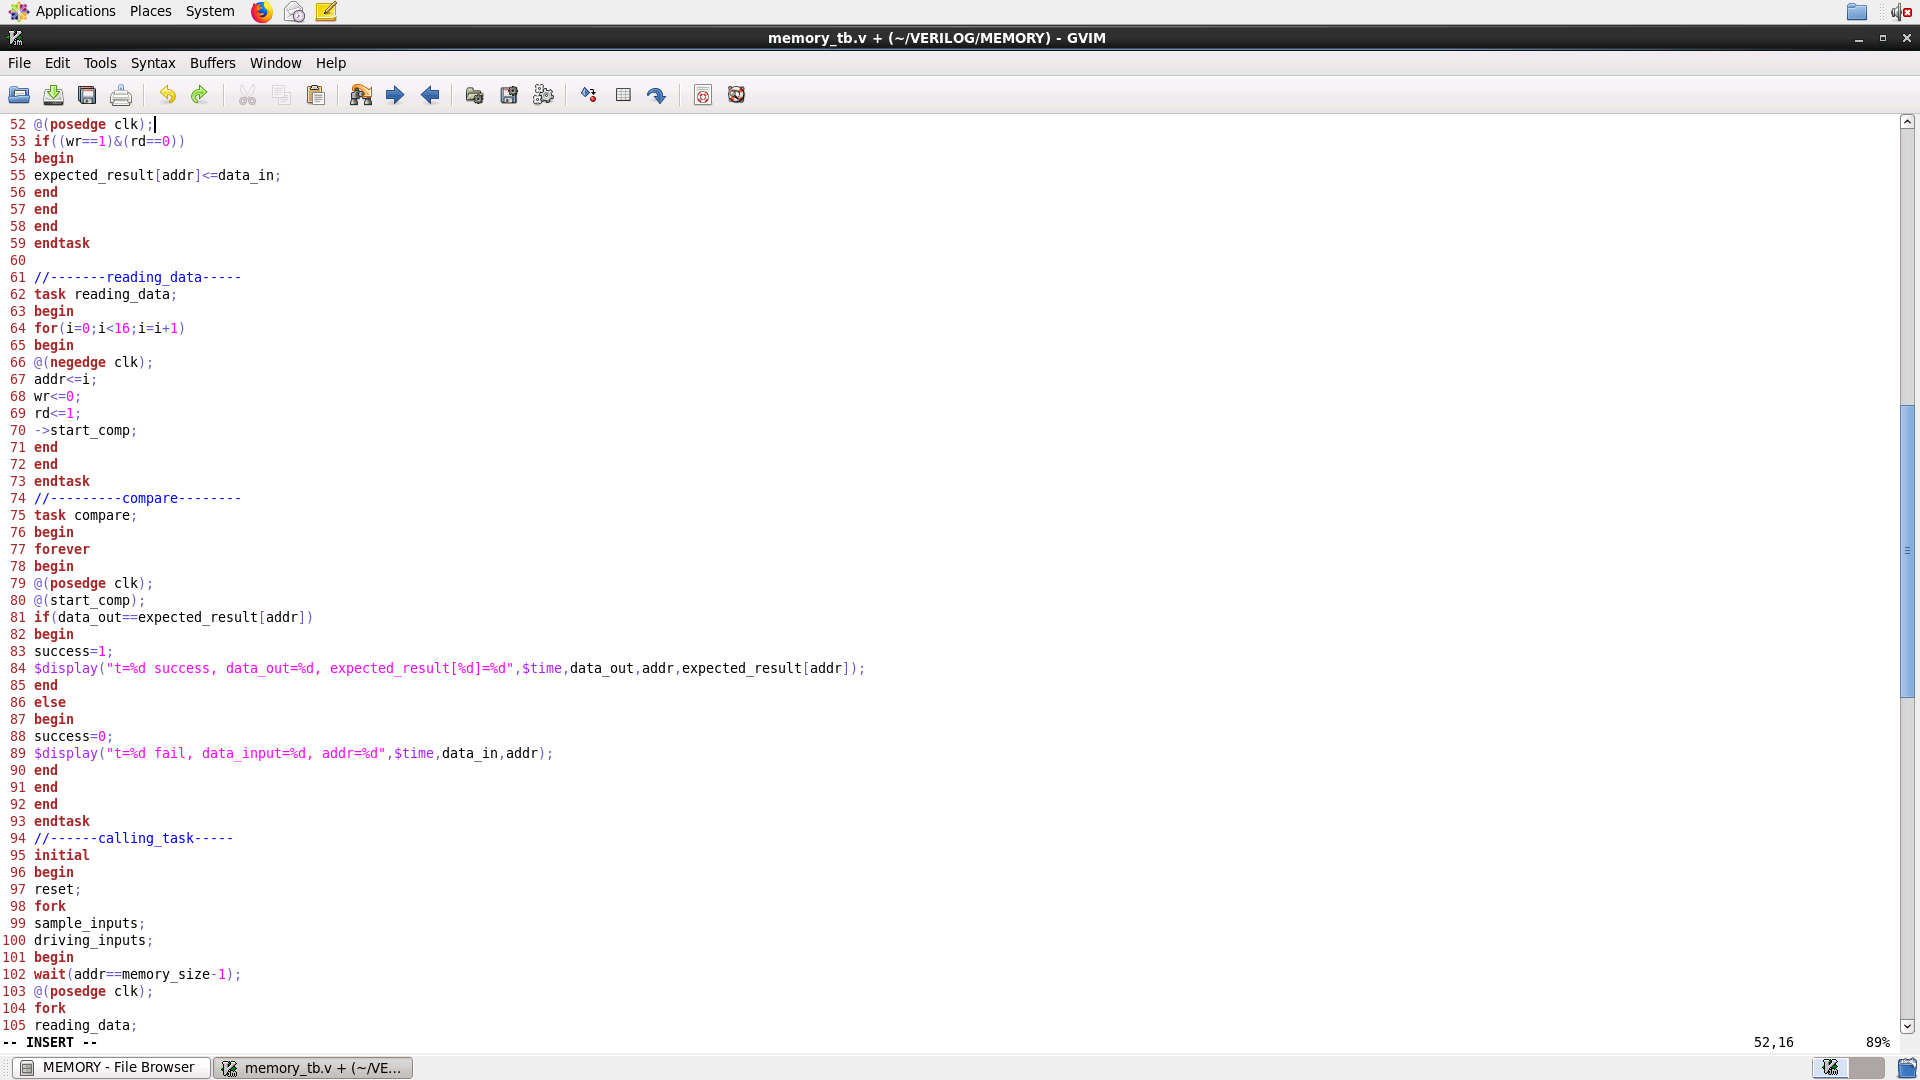 Applications Places System
memory_tb.v + (~/VERILOG/MEMORY) - GVIM
File Edit Tools Syntax Buffers Window Help
52 @(posedge clk);
53 if((wr==1)&(rd==0))
54 begin
55 expected_result[addr]<=data_in;
56 end
57 end
58 end
59 endtask
60
61 //-------reading_data-----
62 task reading_data;
63 begin
64 for(i=0;i<16;i=i+1)
65 begin
66 @(negedge clk);
67 addr<=i;
68 wr<=0;
69 rd<=1;
70 ->start_comp;
71 end
72 end
73 endtask
74 //---------compare--------
75 task compare;
76 begin
77 forever
78 begin
79 @(posedge clk);
80 @(start_comp);
81 if(data_out==expected_result[addr])
82 begin
83 success=1;
84 $display("t=%d success, data_out=%d, expected_result[%d]=%d",$time,data_out,addr,expected_result[addr]);
85 end
86 else
87 begin
88 success=0;
89 $display("t=%d fail, data_input=%d, addr=%d",$time,data_in,addr);
90 end
91 end
92 end
93 endtask
94 //------calling_task-----
95 initial
96 begin
97 reset;
98 fork
99 sample_inputs;
100 driving_inputs;
101 begin
102 wait(addr==memory_size-1);
103 @(posedge clk);
104 fork
105 reading_data;
-- INSERT -- 52,16 89%
MEMORY - File Browser memory_tb.v + (~/VE...